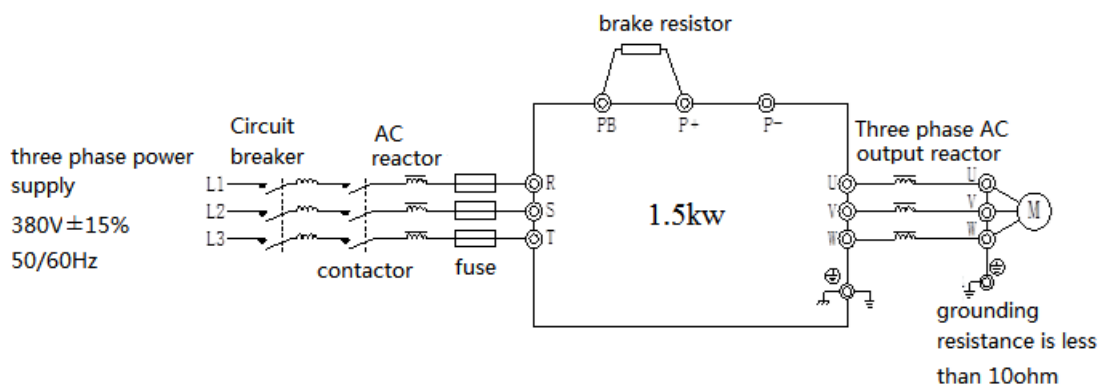 brake resistor
PB
P+
P-
Circuit
breaker
AC
reactor
Three phase AC
output reactor
three phase power
supply
380V±15%
50/60Hz
L1
L2
L3
R
S
T
1.5kw
U
V
W
U
V
W
M
contactor
fuse
grounding
resistance is less
than 10ohm